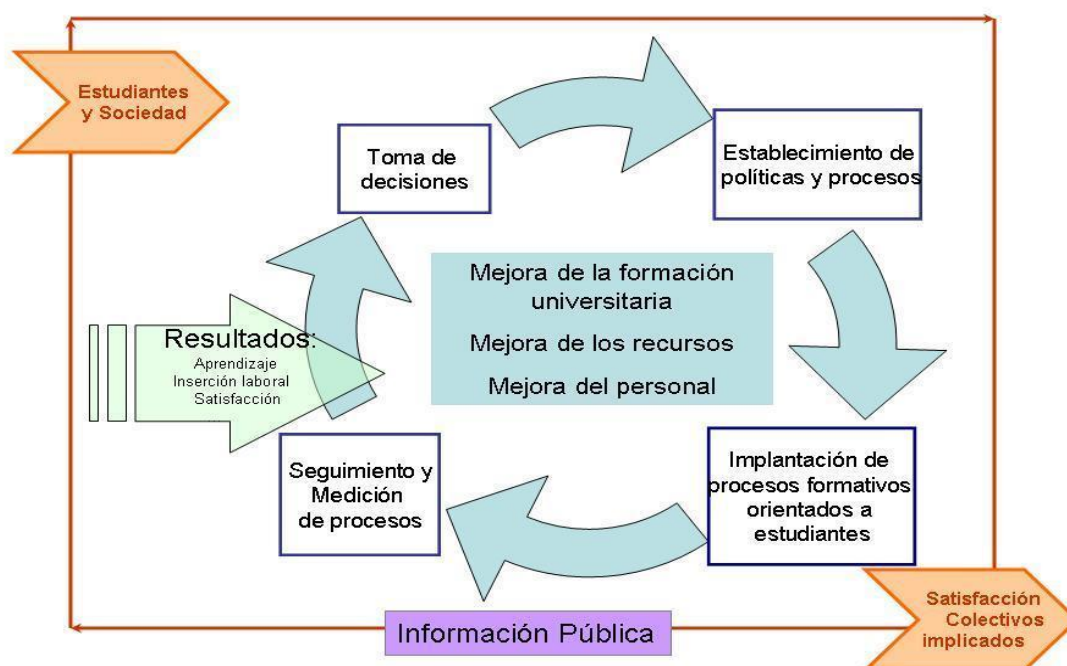 Estudiantes
y Sociedad
Toma de
decisiones
Establecimiento de
políticas y procesos
Mejora de la formación
universitaria
Mejora de los recursos
Mejora del personal
Resultados:
Aprendizaje
Inserción laboral
Satisfacción
...
Seguimiento y
Medición
de procesos
Implantación de
procesos formativos
orientados a
estudiantes
Información Pública
Satisfacción
Colectivos
implicados